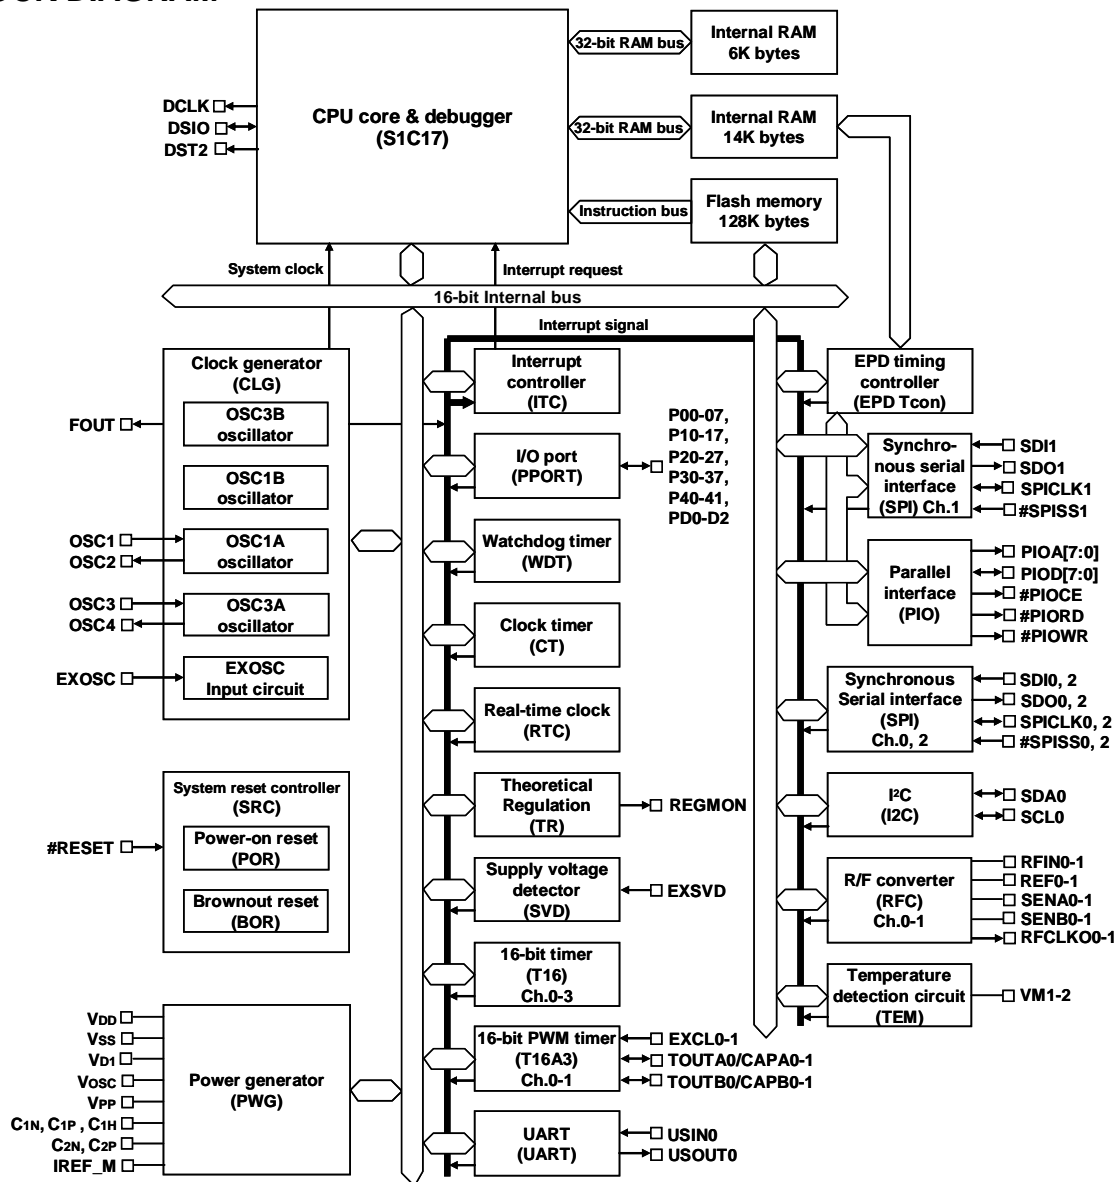 CPU core & debugger
(S1C17)
32-bit RAM bus
Internal RAM
6K bytes
32-bit RAM bus
Internal RAM
14K bytes
Instruction bus
Flash memory
128K bytes
DCLK
DSIO
DST2
System clock
Interrupt request
16-bit Internal bus
Interrupt signal
Clock generator
(CLG)
OSC3B
oscillator
OSC1B
oscillator
OSC1A
oscillator
OSC3A
oscillator
EXOSC
Input circuit
FOUT
OSC1
OSC2
OSC3
OSC4
EXOSC
System reset controller
(SRC)
Power-on reset
(POR)
Brownout reset
(BOR)
#RESET
Power generator
(PWG)
VDD
VSS
VD1
VOSC
VPP
C1N, C1P , C1H
C2N, C2P
IREF_M
Interrupt
controller
(ITC)
I/O port
(PPORT)
P00-07,
P10-17,
P20-27,
P30-37,
P40-41,
PD0-D2
Watchdog timer
(WDT)
Clock timer
(CT)
Real-time clock
(RTC)
Theoretical
Regulation
(TR)
REGMON
Supply voltage
detector
(SVD)
EXSVD
16-bit timer
(T16)
Ch.0-3
16-bit PWM timer
(T16A3)
Ch.0-1
EXCL0-1
TOUTA0/CAPA0-1
TOUTB0/CAPB0-1
UART
(UART)
USIN0
USOUT0
EPD timing
controller
(EPD Tcon)
Synchro-
nous serial
interface
(SPI) Ch.1
SDI1
SDO1
SPICLK1
#SPISS1
Parallel
interface
(PIO)
PIOA[7:0]
PIOD[7:0]
#PIOCE
#PIORD
#PIOWR
Synchronous
Serial interface
(SPI)
Ch.0, 2
SDI0, 2
SDO0, 2
SPICLK0, 2
#SPISS0, 2
I²C
(I2C)
SDA0
SCL0
R/F converter
(RFC)
Ch.0-1
RFIN0-1
REF0-1
SENA0-1
SENB0-1
RFCLKO0-1
Temperature
detection circuit
(TEM)
VM1-2